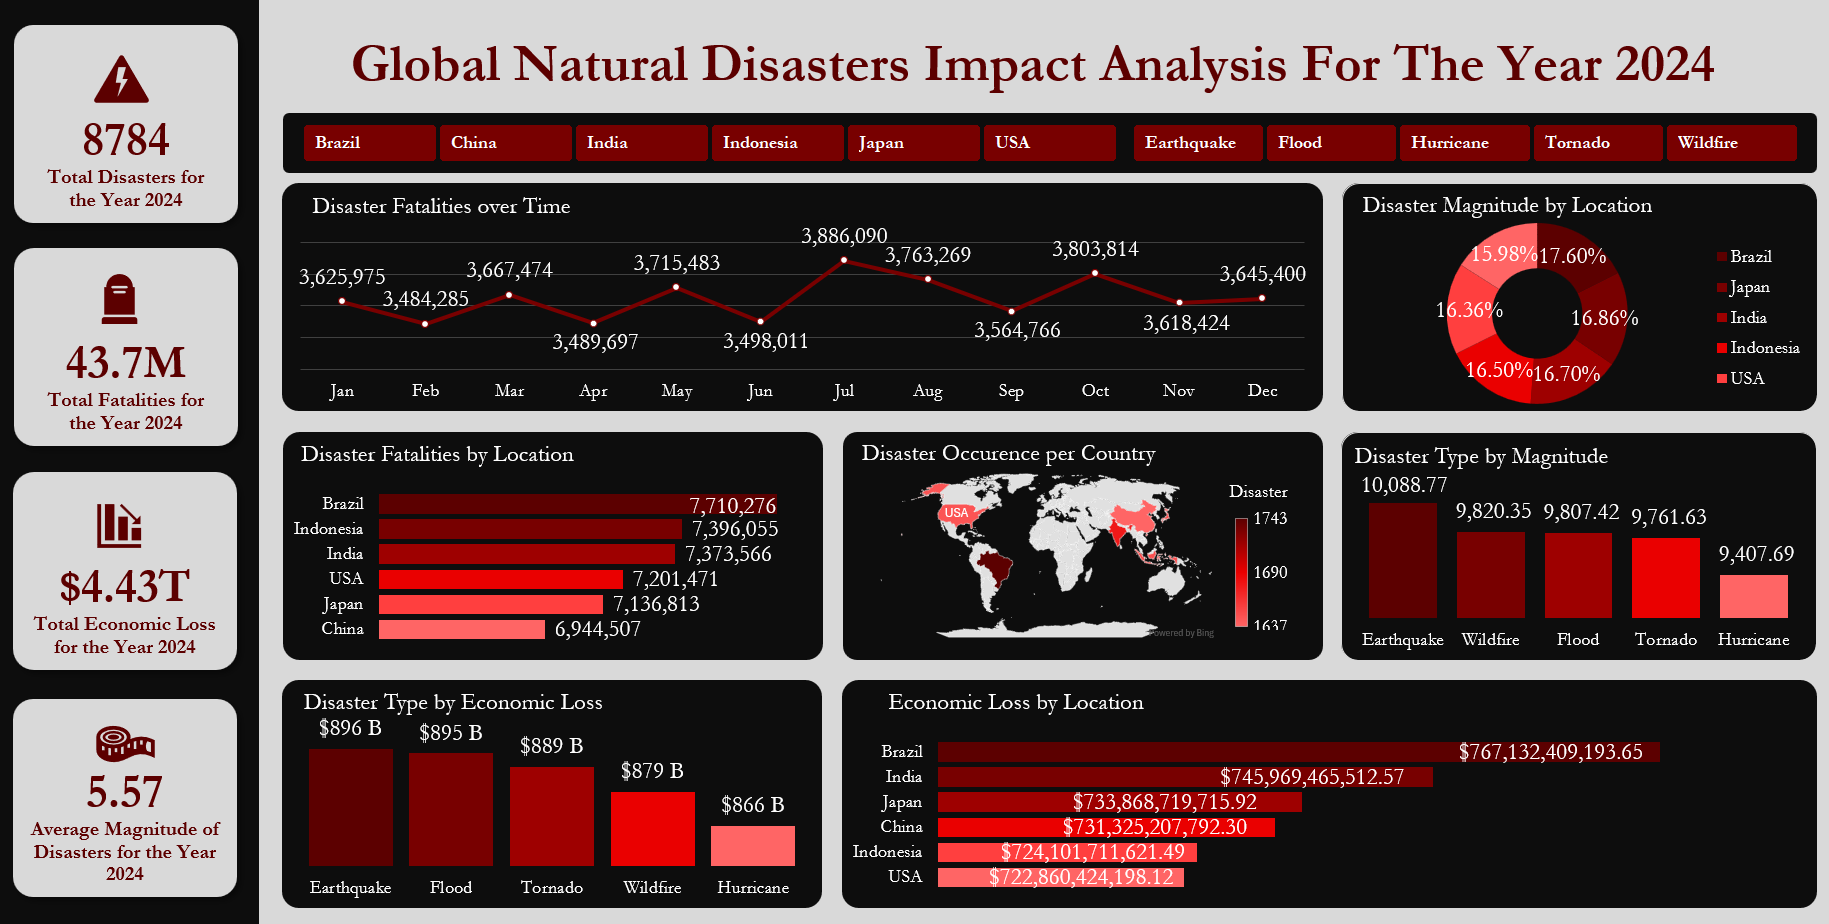 Global Natural Disasters Impact Analysis For The Year 2024
8784
Total Disasters for
the Year 2024
43.7M
Total Fatalities for
the Year 2024
$4.43T
Total Economic Loss
for the Year 2024
5.57
Average Magnitude of
Disasters for the Year
2024
Brazil China India Indonesia Japan USA Earthquake Flood Hurricane Tornado Wildfire
Disaster Fatalities over Time
3,625,975 3,484,285 3,667,474 3,489,697 3,715,483 3,498,011 3,886,090 3,763,269 3,564,766 3,803,814 3,618,424 3,645,400
Jan Feb Mar Apr May Jun Jul Aug Sep Oct Nov Dec
Disaster Magnitude by Location
15.98% 17.60%
16.36% 16.86%
16.50% 16.70%
Brazil
Japan
India
Indonesia
USA
Disaster Fatalities by Location
Brazil 7,710,276
Indonesia 7,396,055
India 7,373,566
USA 7,201,471
Japan 7,136,813
China 6,944,507
Disaster Occurence per Country
USA
Disaster
1743
1690
1637
Powered by Bing
Disaster Type by Magnitude
10,088.77 9,820.35 9,807.42 9,761.63 9,407.69
Earthquake Wildfire Flood Tornado Hurricane
Disaster Type by Economic Loss
$896 B $895 B $889 B $879 B $866 B
Earthquake Flood Tornado Wildfire Hurricane
Economic Loss by Location
Brazil $767,132,409,193.65
India $745,969,465,512.57
Japan $733,868,719,715.92
China $731,325,207,792.30
Indonesia $724,101,711,621.49
USA $722,860,424,198.12